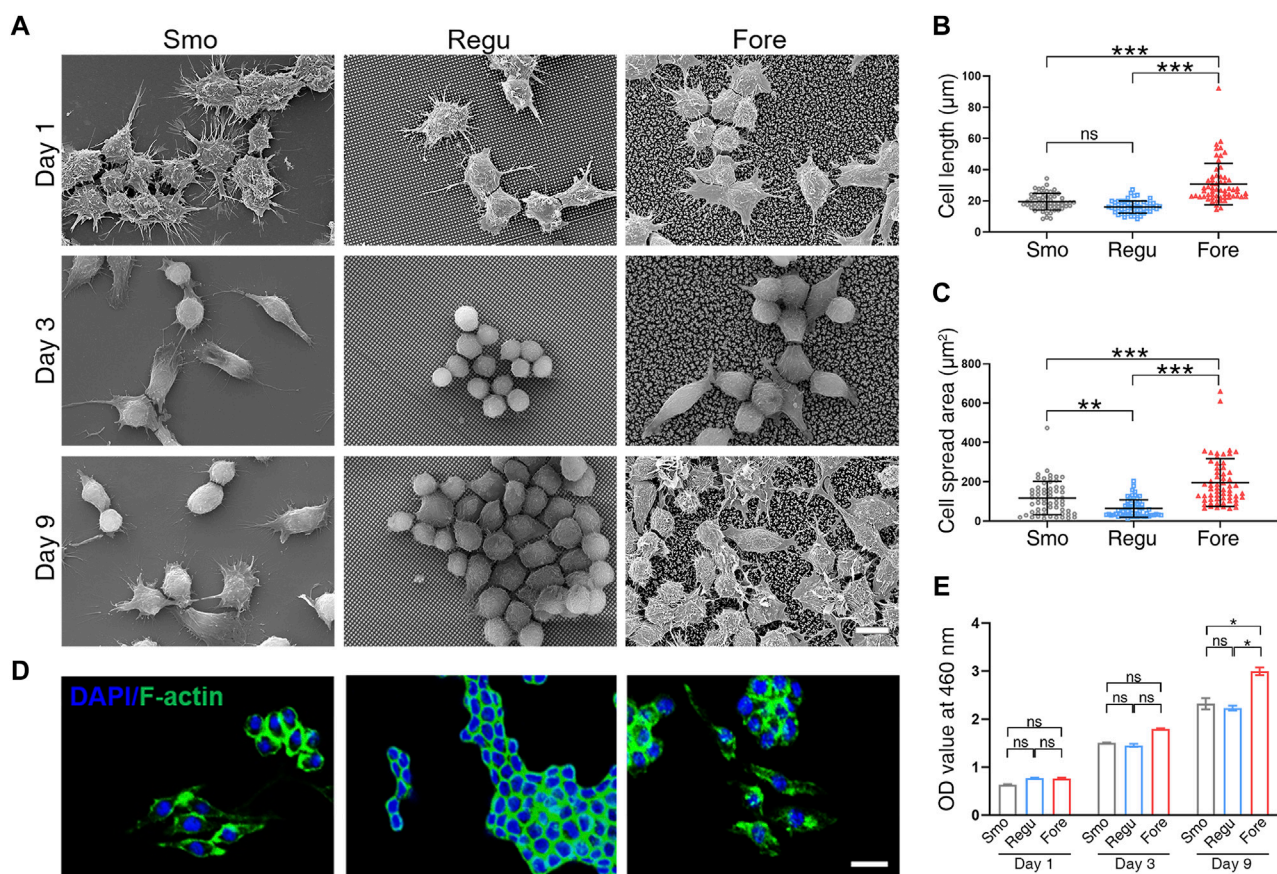 A
Smo
Regu
Fore
Day 1
Day 3
Day 9
B
Cell length (µm)
100
80
60
40
20
0
***
***
ns
Smo
Regu
Fore
C
Cell spread area (µm²)
800
600
400
200
0
***
***
**
Smo
Regu
Fore
D
DAPI/F-actin
E
OD value at 460 nm
4
3
2
1
0
ns
ns
ns
ns
ns
ns
*
ns
*
Smo
Regu
Fore
Smo
Regu
Fore
Smo
Regu
Fore
Day 1
Day 3
Day 9